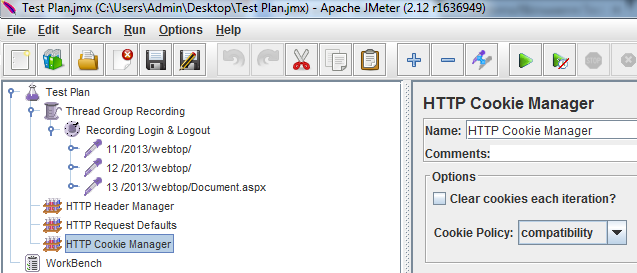 Test Plan.jmx (C:\Users\Admin\Desktop\Test Plan.jmx) - Apache JMeter (2.12 r1636949)
File Edit Search Run Options Help
Test Plan
Thread Group Recording
Recording Login & Logout
11 /2013/webtop/
12 /2013/webtop/
13 /2013/webtop/Document.aspx
HTTP Header Manager
HTTP Request Defaults
HTTP Cookie Manager
WorkBench
HTTP Cookie Manager
Name: HTTP Cookie Manager
Comments:
Options
Clear cookies each iteration?
Cookie Policy: compatibility